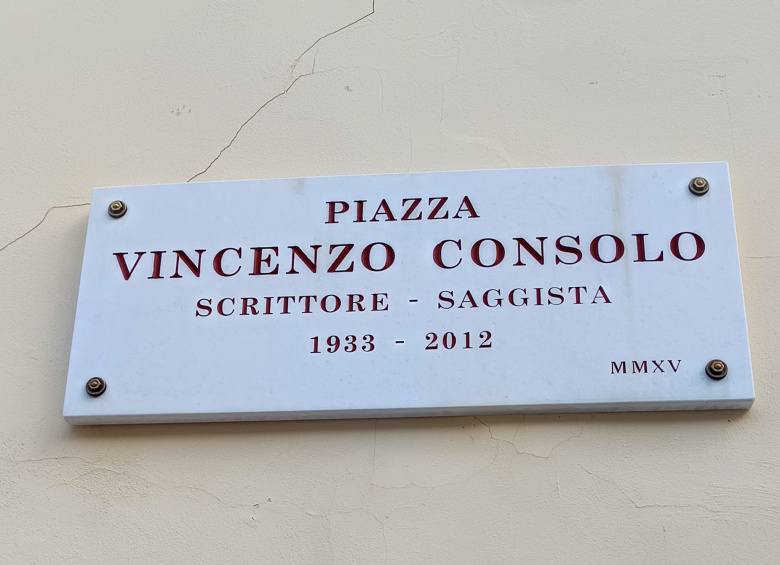 PIAZZA
VINCENZO CONSOLO
SCRITTORE - SAGGISTA
1933 - 2012
MMXV